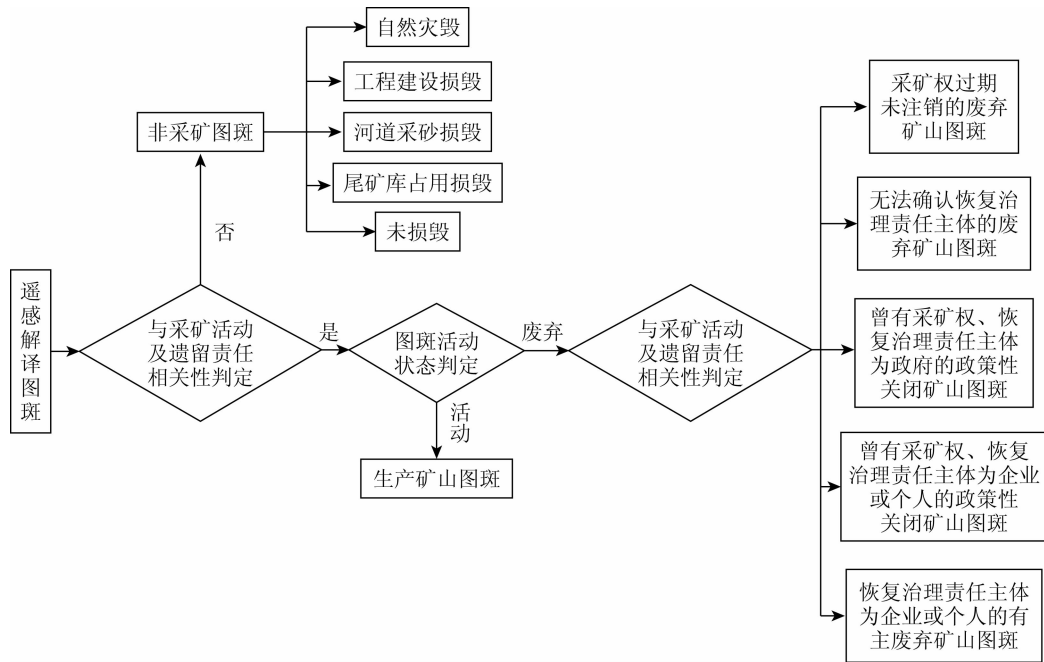 自然灾毁
工程建设损毁
非采矿图斑
河道采砂损毁
尾矿库占用损毁
未损毁
否
遥
感
解
译
图
斑
与采矿活动
及遗留责任
相关性判定
是
图斑活动
状态判定
活
动
生产矿山图斑
废弃
与采矿活动
及遗留责任
相关性判定
采矿权过期
未注销的废弃
矿山图斑
无法确认恢复治
理责任主体的废
弃矿山图斑
曾有采矿权、恢
复治理责任主体
为政府的政策性
关闭矿山图斑
曾有采矿权、恢复
治理责任主体为企业
或个人的政策性
关闭矿山图斑
恢复治理责任主体
为企业或个人的有
主废弃矿山图斑